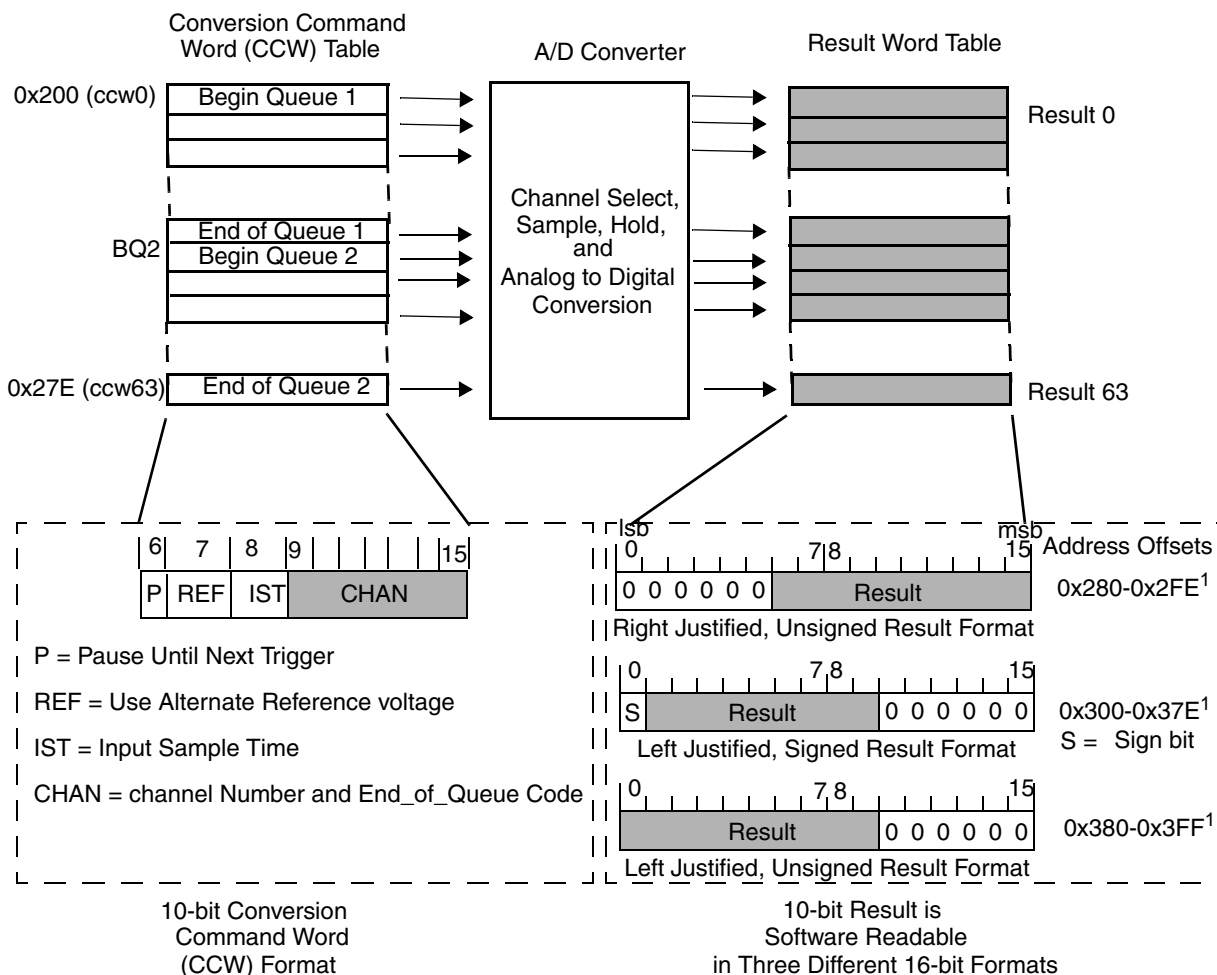 Conversion Command
Word (CCW) Table
A/D Converter
Result Word Table
0x200 (ccw0)
Begin Queue 1
Result 0
Channel Select,
Sample, Hold,
and
Analog to Digital
Conversion
End of Queue 1
BQ2
Begin Queue 2
0x27E (ccw63)
End of Queue 2
Result 63
6 7 8 9 15
P REF IST CHAN
P = Pause Until Next Trigger
REF = Use Alternate Reference voltage
IST = Input Sample Time
CHAN = channel Number and End_of_Queue Code
10-bit Conversion
Command Word
(CCW) Format
lsb msb
0 7 8 15 Address Offsets
0 0 0 0 0 0 Result 0x280-0x2FE1
Right Justified, Unsigned Result Format
0 7 8 15
S Result 0 0 0 0 0 0 0x300-0x37E1
S = Sign bit
Left Justified, Signed Result Format
0 7 8 15
Result 0 0 0 0 0 0 0x380-0x3FF1
Left Justified, Unsigned Result Format
10-bit Result is
Software Readable
in Three Different 16-bit Formats